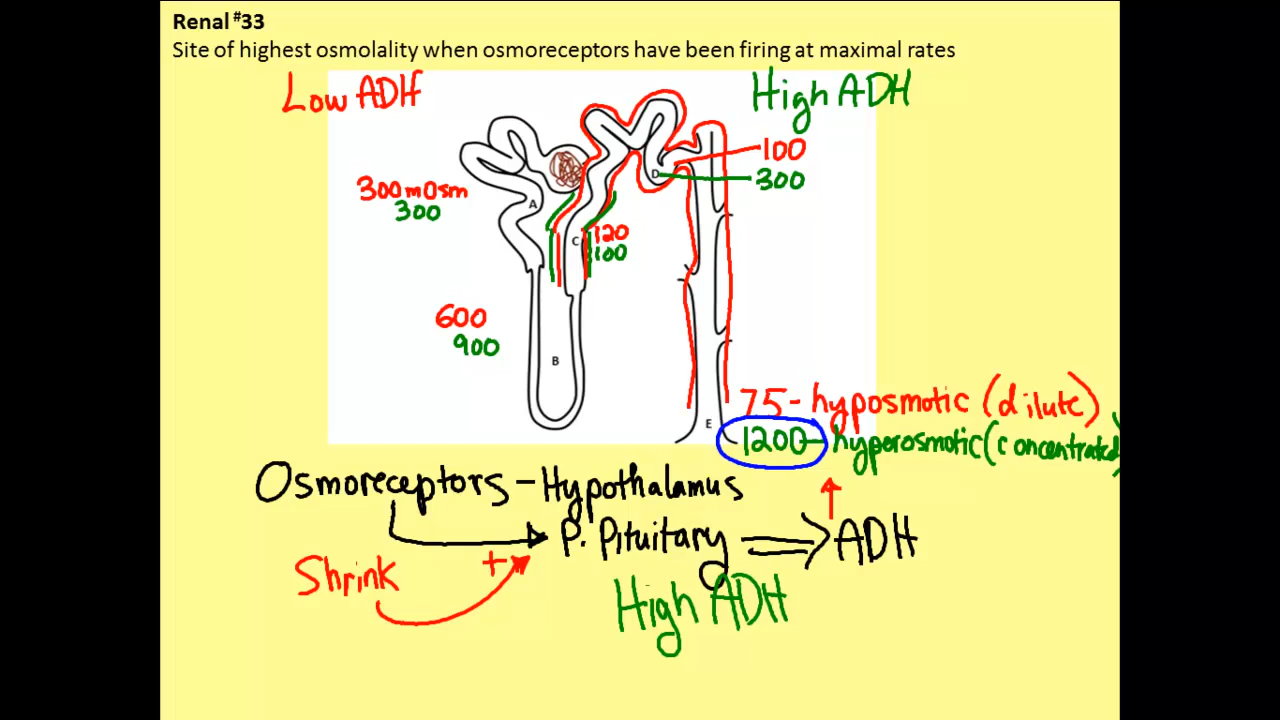 Renal #33
Site of highest osmolality when osmoreceptors have been firing at maximal rates
Low ADH
High ADH
100
300
300 mOsm
300
A
D
C
120
100
600
900
B
75 - hyposmotic (dilute)
E
1200 - hyperosmotic (concentrated)
Osmoreceptors - Hypothalamus
P. Pituitary
ADH
Shrink
+
High ADH